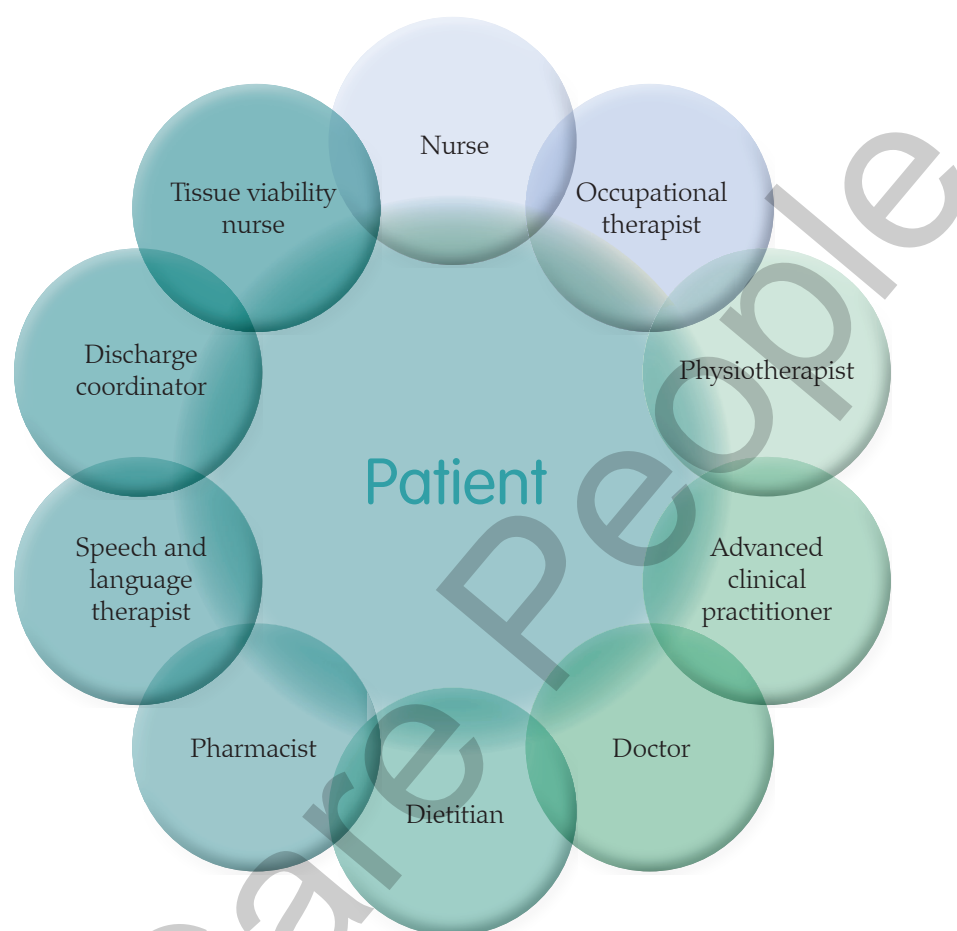 Nurse
Occupational
therapist
Physiotherapist
Advanced
clinical
practitioner
Doctor
Dietitian
Pharmacist
Speech and
language
therapist
Discharge
coordinator
Tissue viability
nurse
Patient
are People